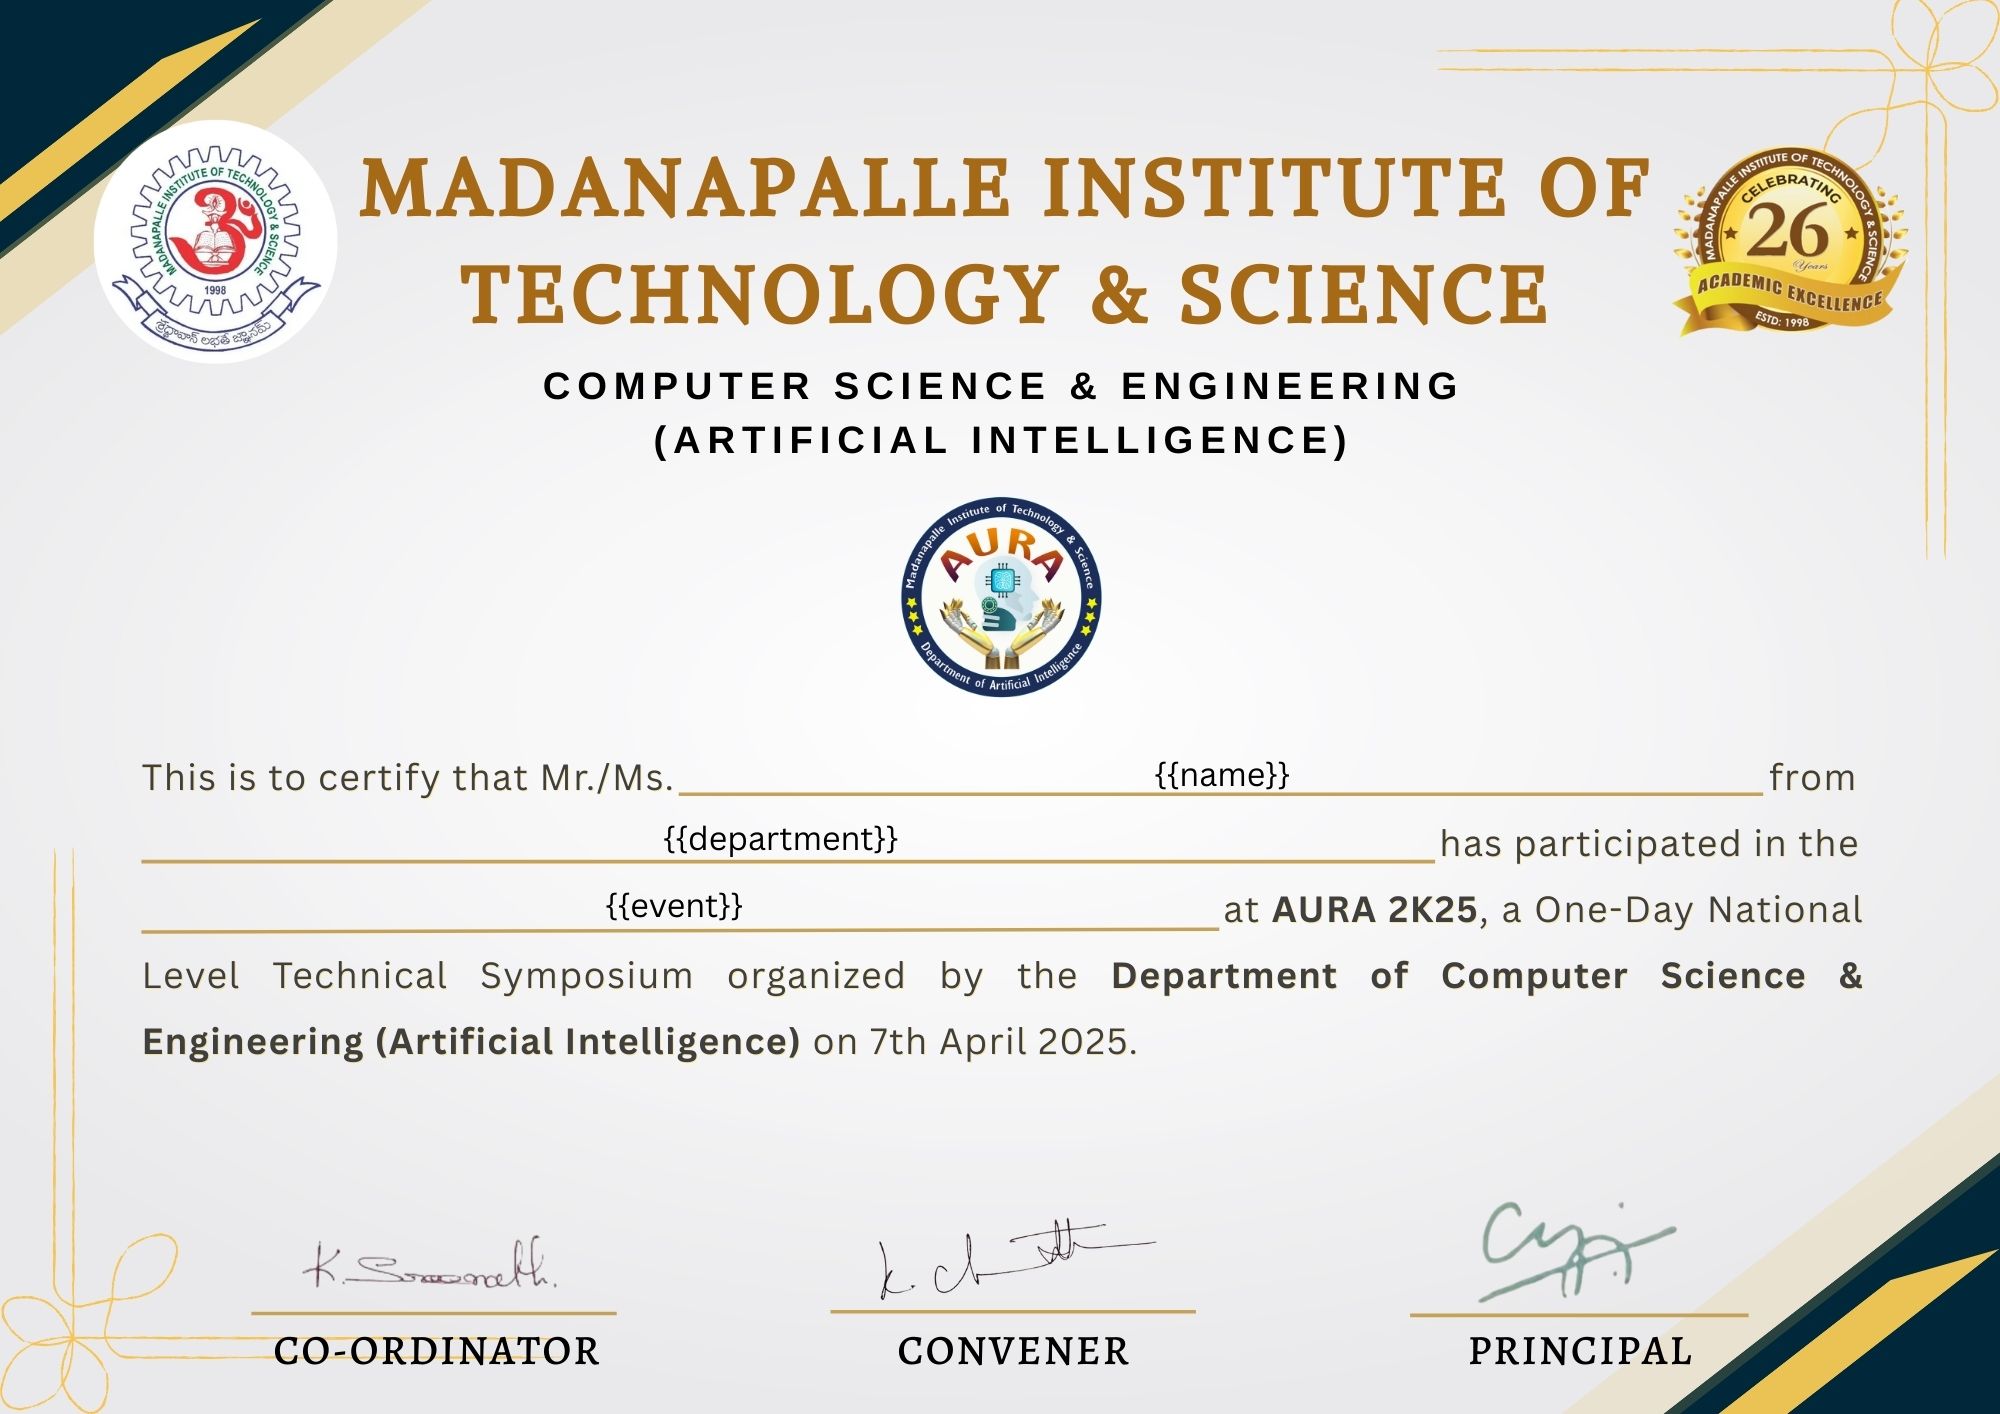 MADANAPALLE INSTITUTE OF TECHNOLOGY & SCIENCE
1998
శ్రద్ధావాన్ లభతే జ్ఞానమ్
MADANAPALLE INSTITUTE OF
TECHNOLOGY & SCIENCE
MADANAPALLE INSTITUTE OF TECHNOLOGY & SCIENCE
CELEBRATING
26
Years
ACADEMIC EXCELLENCE
ESTD: 1998
COMPUTER SCIENCE & ENGINEERING
(ARTIFICIAL INTELLIGENCE)
Madanapalle Institute of Technology & Science
AURA
Department of Artificial Intelligence
This is to certify that Mr./Ms. {{name}} from
{{department}} has participated in the
{{event}} at AURA 2K25, a One-Day National
Level Technical Symposium organized by the Department of Computer Science &
Engineering (Artificial Intelligence) on 7th April 2025.
CO-ORDINATOR CONVENER PRINCIPAL